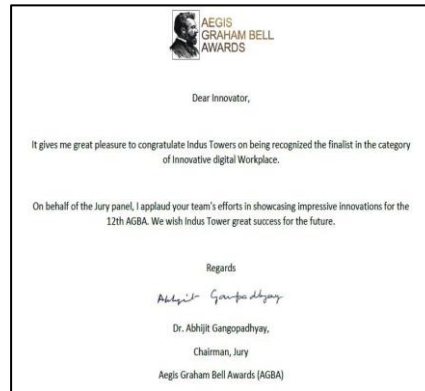 AEGIS
GRAHAM BELL
AWARDS
Dear Innovator,
It gives me great pleasure to congratulate Indus Towers on being recognized the finalist in the category
of Innovative digital Workplace.
On behalf of the Jury panel, I applaud your team's efforts in showcasing impressive innovations for the
12th AGBA. We wish Indus Tower great success for the future.
Regards
Abhijit Gangopadhyay
Dr. Abhijit Gangopadhyay,
Chairman, Jury
Aegis Graham Bell Awards (AGBA)